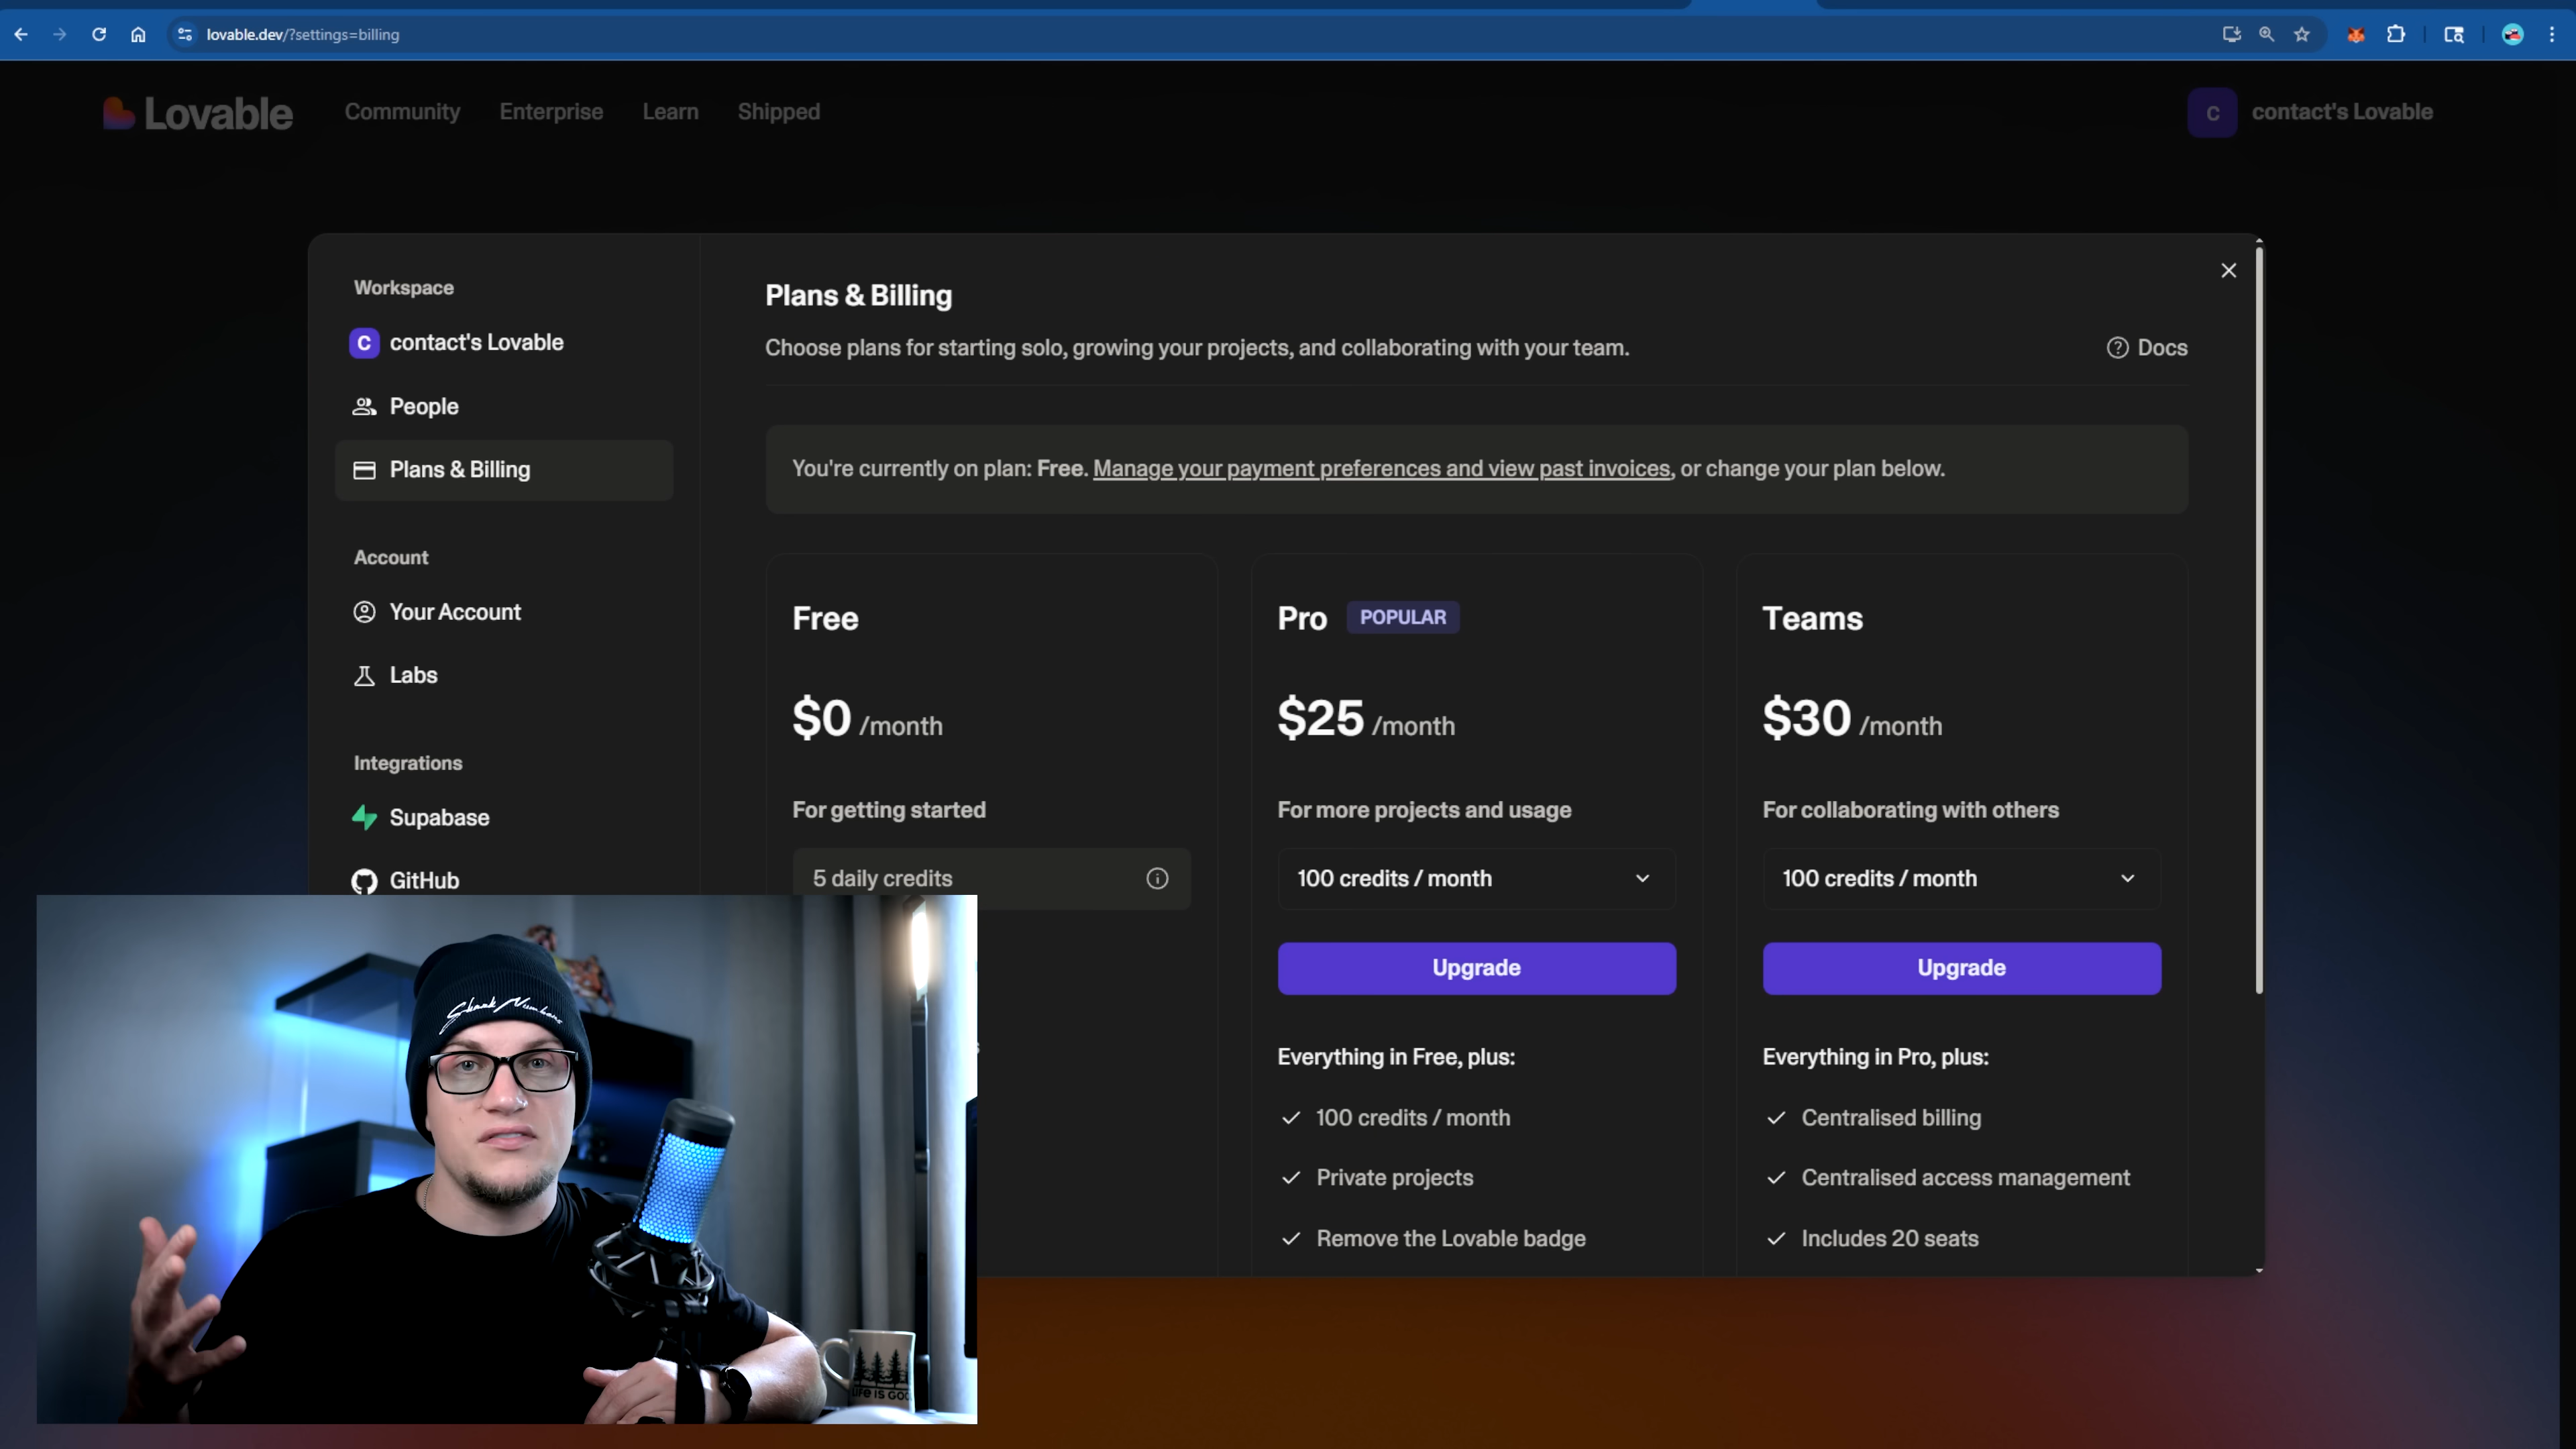 lovable.dev/?settings=billing
Lovable
Community
Enterprise
Learn
Shipped
C
contact's Lovable
Workspace
C
contact's Lovable
People
Plans & Billing
Account
Your Account
Labs
Integrations
Supabase
GitHub
Plans & Billing
Choose plans for starting solo, growing your projects, and collaborating with your team.
Docs
You're currently on plan: Free. Manage your payment preferences and view past invoices, or change your plan below.
Free
$0 /month
For getting started
5 daily credits
Pro
POPULAR
$25 /month
For more projects and usage
100 credits / month
Upgrade
Everything in Free, plus:
100 credits / month
Private projects
Remove the Lovable badge
Teams
$30 /month
For collaborating with others
100 credits / month
Upgrade
Everything in Pro, plus:
Centralised billing
Centralised access management
Includes 20 seats
Shook Numbers
LIFE IS GOO